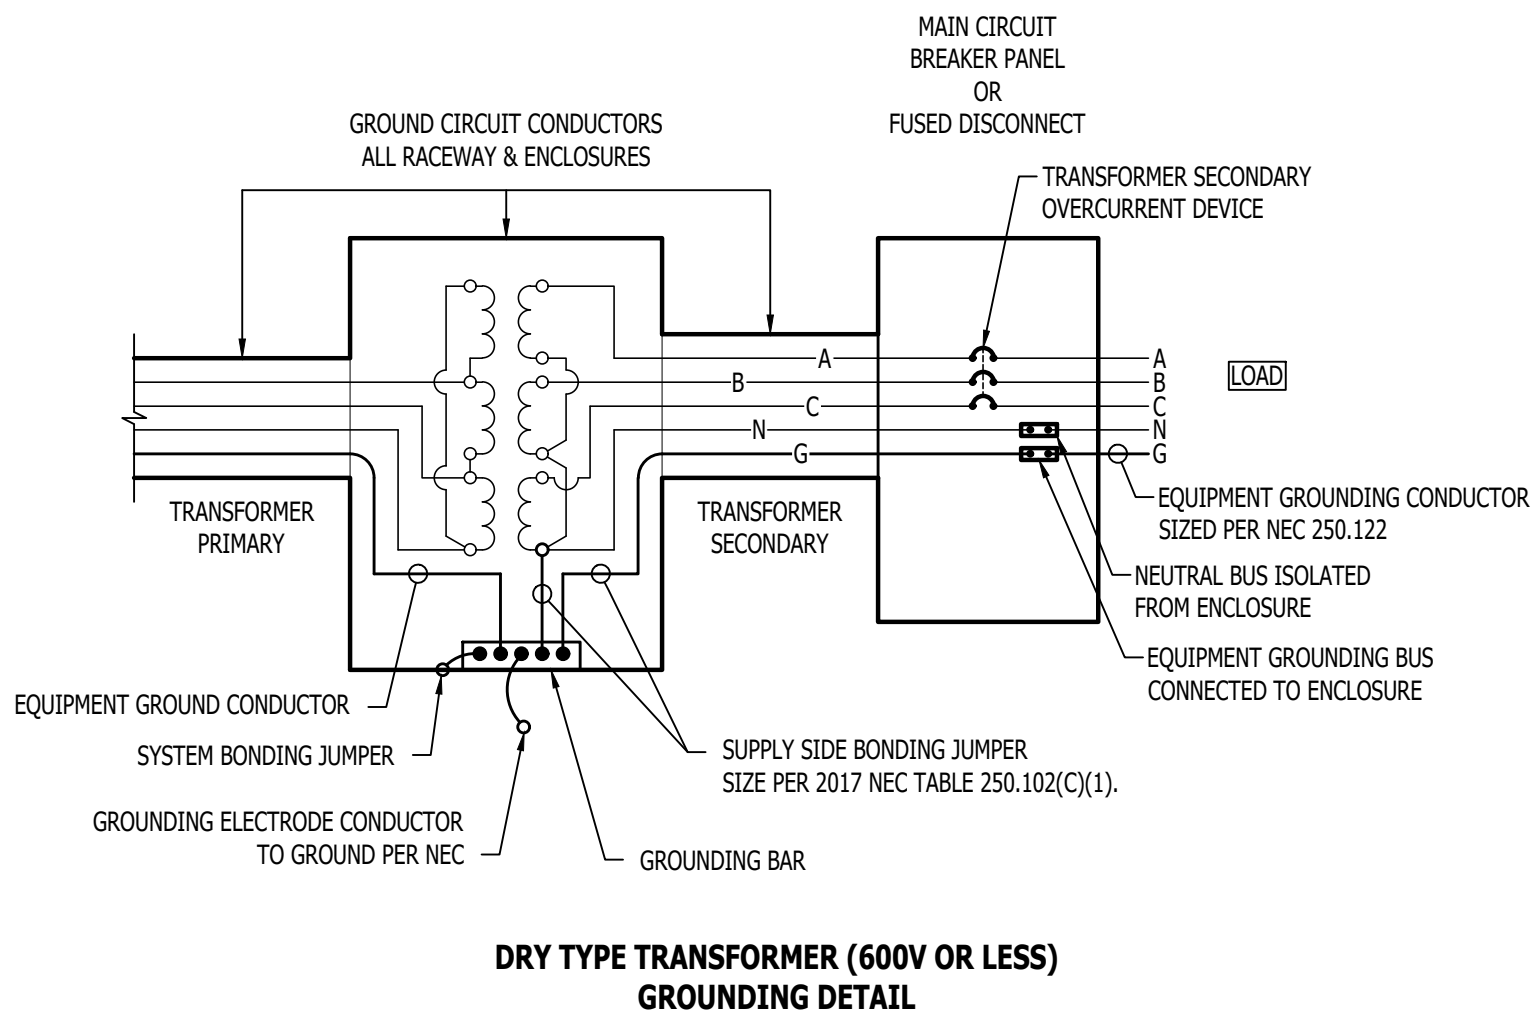 MAIN CIRCUIT
BREAKER PANEL
OR
FUSED DISCONNECT
GROUND CIRCUIT CONDUCTORS
ALL RACEWAY & ENCLOSURES
TRANSFORMER SECONDARY
OVERCURRENT DEVICE
A
A
B
B
LOAD
C
C
N
N
G
G
TRANSFORMER
PRIMARY
TRANSFORMER
SECONDARY
EQUIPMENT GROUNDING CONDUCTOR
SIZED PER NEC 250.122
NEUTRAL BUS ISOLATED
FROM ENCLOSURE
EQUIPMENT GROUNDING BUS
CONNECTED TO ENCLOSURE
EQUIPMENT GROUND CONDUCTOR
SYSTEM BONDING JUMPER
SUPPLY SIDE BONDING JUMPER
SIZE PER 2017 NEC TABLE 250.102(C)(1).
GROUNDING ELECTRODE CONDUCTOR
TO GROUND PER NEC
GROUNDING BAR
DRY TYPE TRANSFORMER (600V OR LESS)
GROUNDING DETAIL